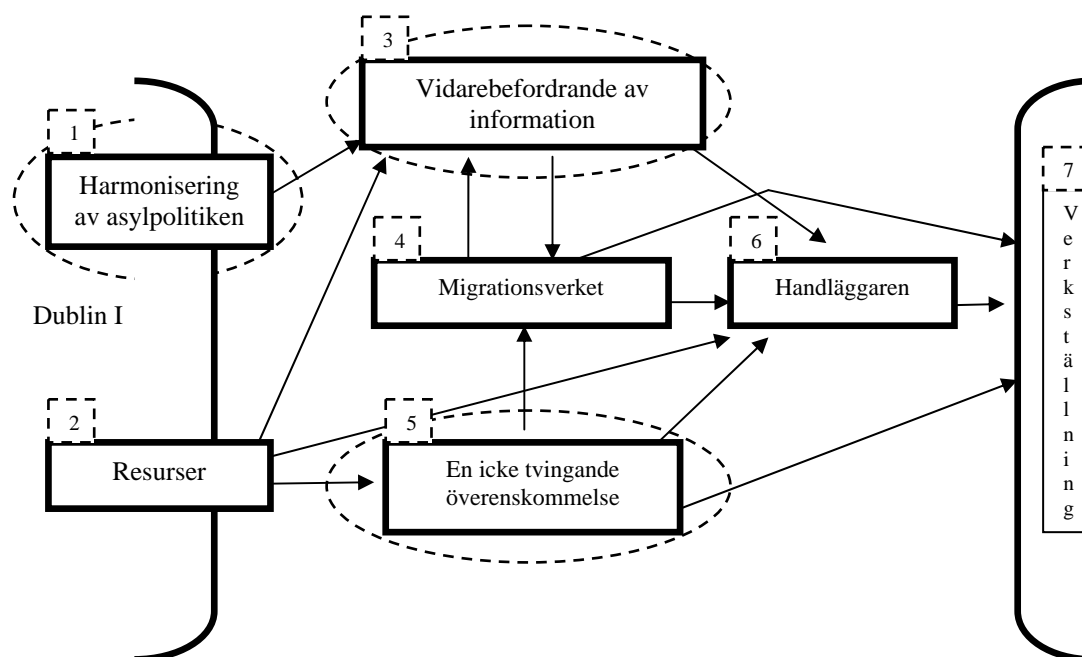 3
Vidarebefordrande av
information
1
Harmonisering
av asylpolitiken
7
Verkställning
4
Migrationsverket
6
Handläggaren
Dublin I
2
Resurser
5
En icke tvingande
överenskommelse